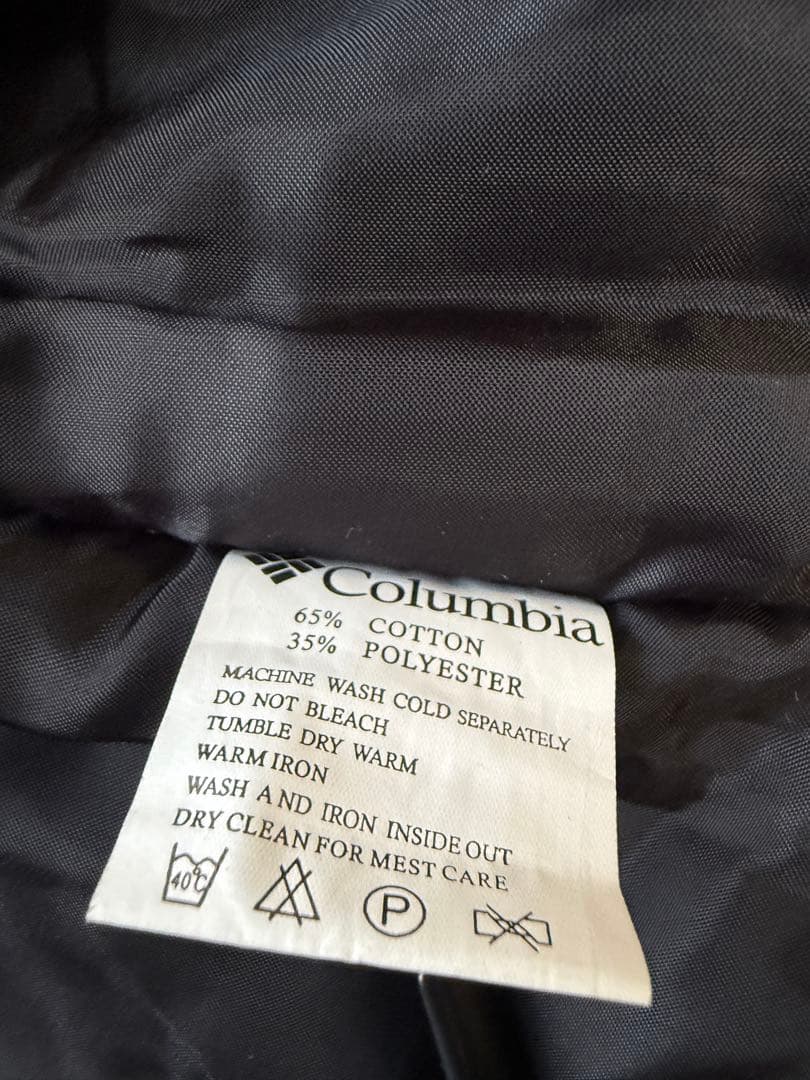 Columbia
65% COTTON
35% POLYESTER
MACHINE WASH COLD SEPARATELY
DO NOT BLEACH
TUMBLE DRY WARM
WARM IRON
WASH AND IRON INSIDE OUT
DRY CLEAN FOR MEST CARE
40℃
P